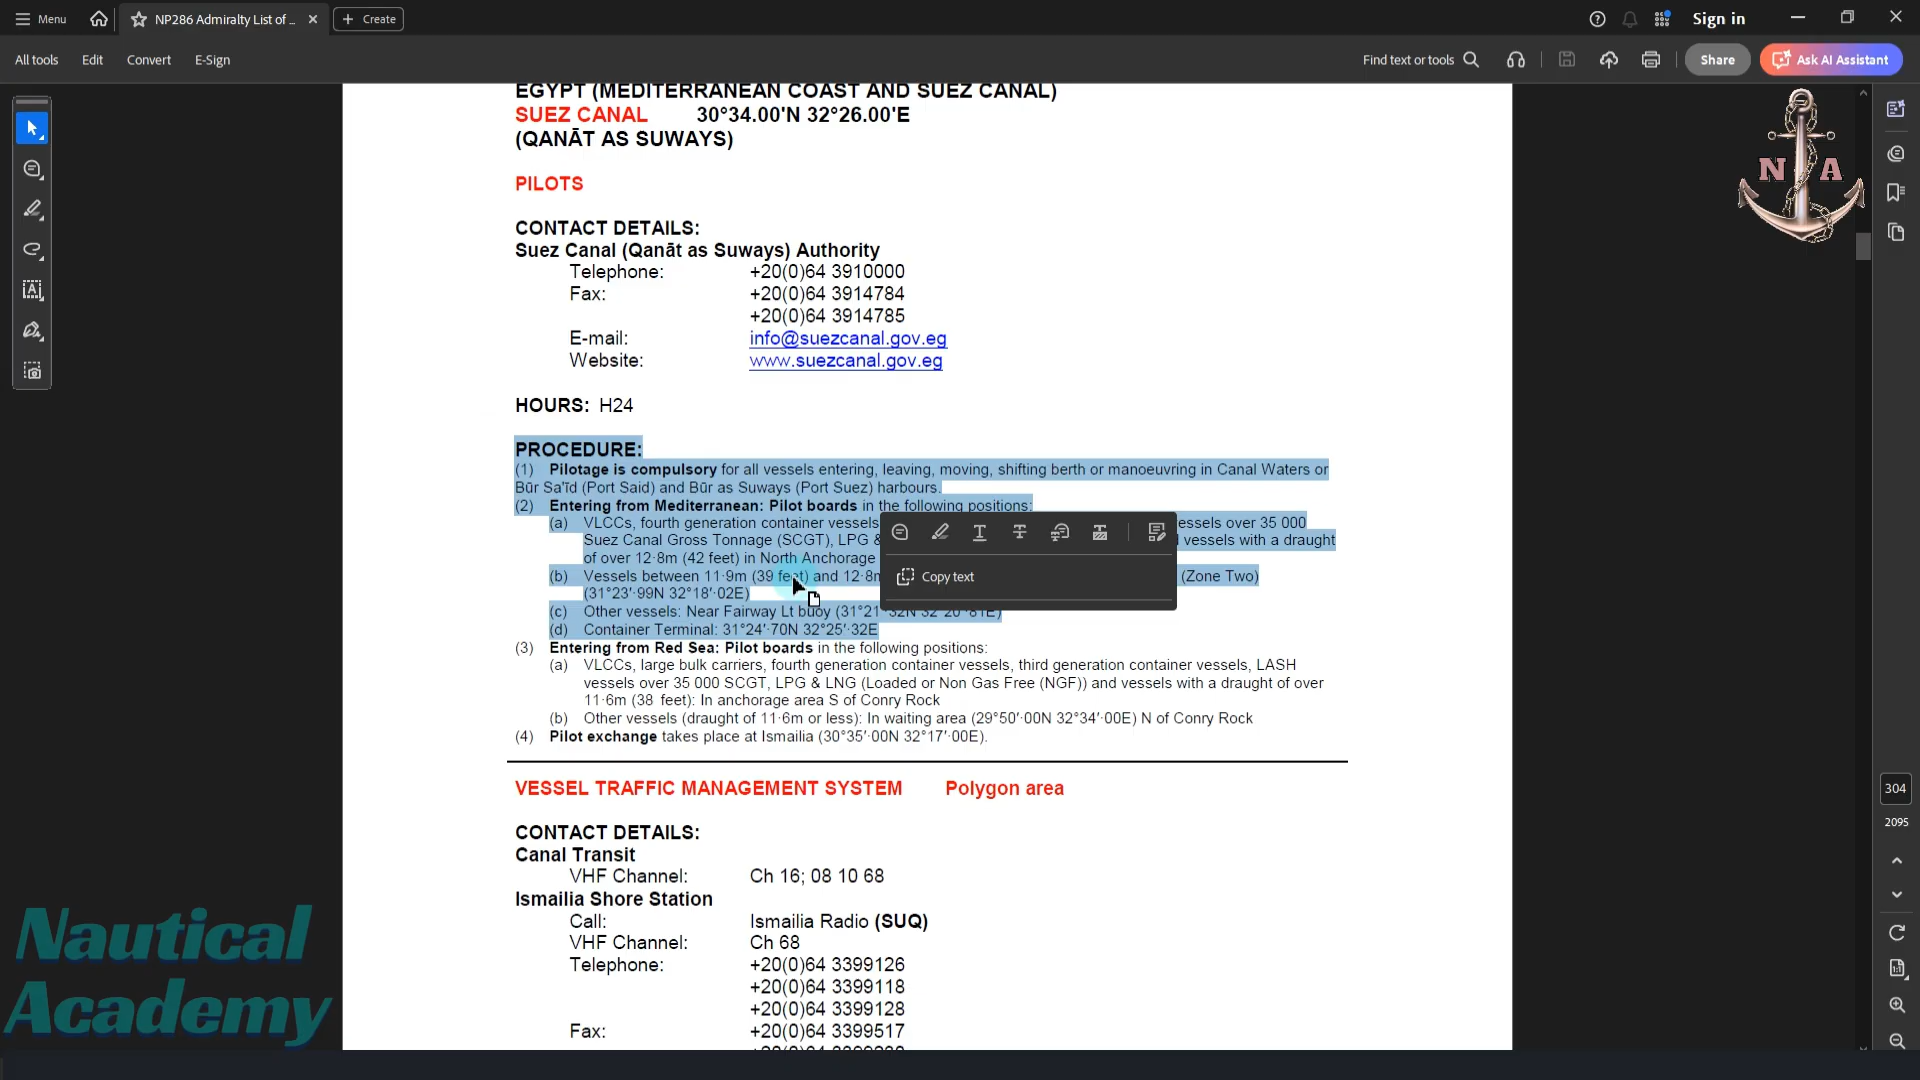 Menu
NP286 Admiralty List of ...
Create
Sign in
All tools
Edit
Convert
E-Sign
Find text or tools
Share
Ask AI Assistant
EGYPT (MEDITERRANEAN COAST AND SUEZ CANAL)
SUEZ CANAL 30°34.00'N 32°26.00'E
(QANĀT AS SUWAYS)
N A
PILOTS
CONTACT DETAILS:
Suez Canal (Qanāt as Suways) Authority
Telephone: +20(0)64 3910000
Fax: +20(0)64 3914784
+20(0)64 3914785
E-mail: info@suezcanal.gov.eg
Website: www.suezcanal.gov.eg
HOURS: H24
PROCEDURE:
(1) Pilotage is compulsory for all vessels entering, leaving, moving, shifting berth or manoeuvring in Canal Waters or
Būr Sa'īd (Port Said) and Būr as Suways (Port Suez) harbours.
(2) Entering from Mediterranean: Pilot boards in the following positions:
(a) VLCCs, fourth generation container vessels essels over 35 000
Suez Canal Gross Tonnage (SCGT), LPG & vessels with a draught
of over 12·8m (42 feet) in North Anchorage
(b) Vessels between 11·9m (39 feet) and 12·8m (Zone Two)
(31°23'·99N 32°18'·02E)
(c) Other vessels: Near Fairway Lt buoy (31°21'·32N 32°20'·81E)
(d) Container Terminal: 31°24'·70N 32°25'·32E
Copy text
(3) Entering from Red Sea: Pilot boards in the following positions:
(a) VLCCs, large bulk carriers, fourth generation container vessels, third generation container vessels, LASH
vessels over 35 000 SCGT, LPG & LNG (Loaded or Non Gas Free (NGF)) and vessels with a draught of over
11·6m (38 feet): In anchorage area S of Conry Rock
(b) Other vessels (draught of 11·6m or less): In waiting area (29°50'·00N 32°34'·00E) N of Conry Rock
(4) Pilot exchange takes place at Ismailia (30°35'·00N 32°17'·00E).
VESSEL TRAFFIC MANAGEMENT SYSTEM Polygon area
304
2095
CONTACT DETAILS:
Canal Transit
VHF Channel: Ch 16; 08 10 68
Ismailia Shore Station
Call: Ismailia Radio (SUQ)
VHF Channel: Ch 68
Telephone: +20(0)64 3399126
+20(0)64 3399118
+20(0)64 3399128
Fax: +20(0)64 3399517
Nautical
Academy